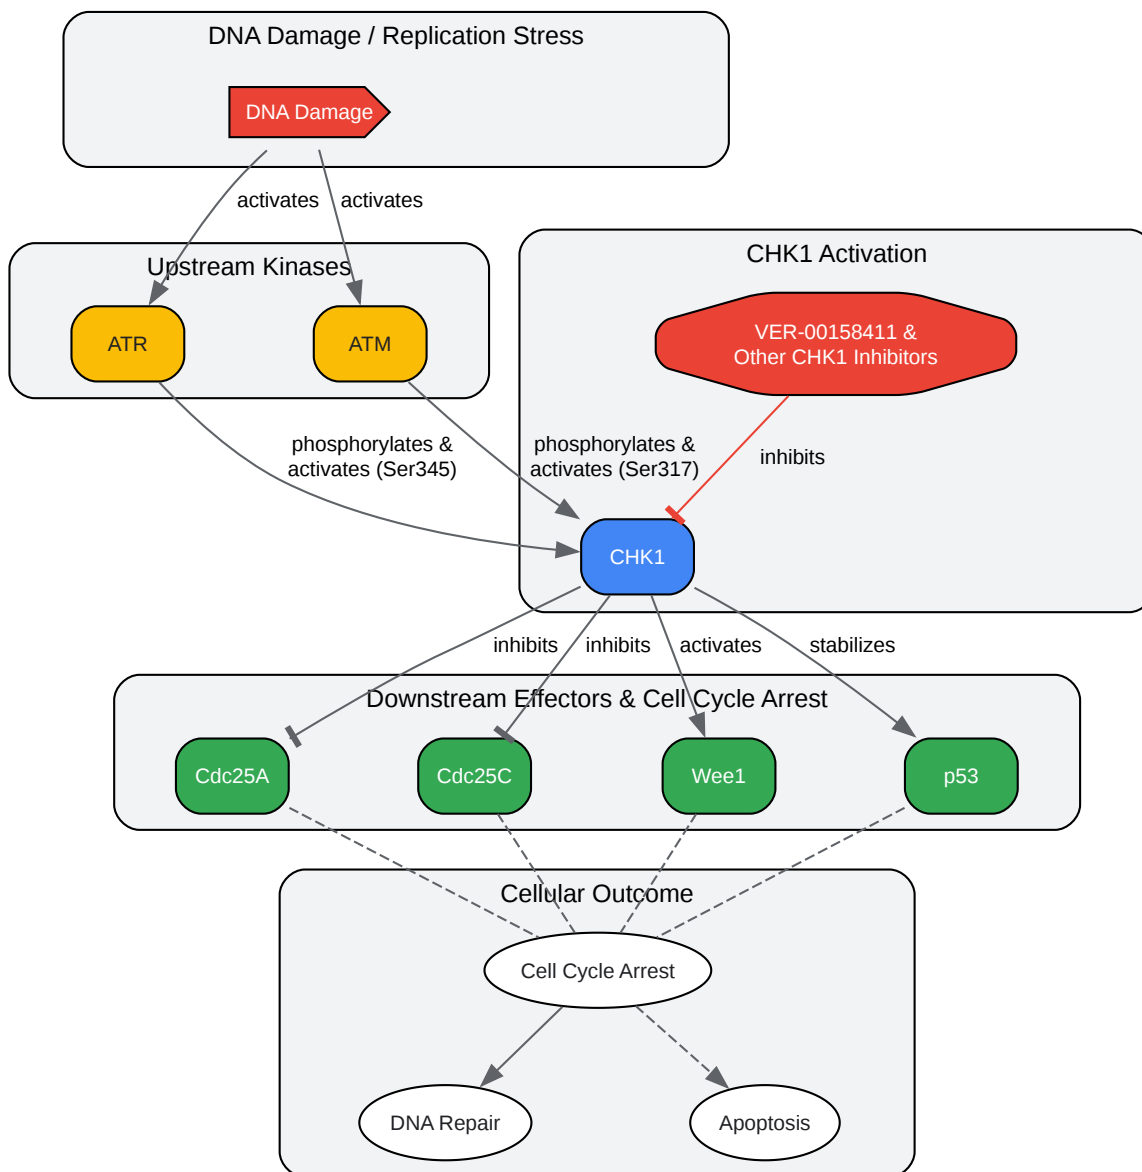 DNA Damage / Replication Stress
DNA Damage
activates
activates
Upstream Kinases
CHK1 Activation
ATR
ATM
VER-00158411 &
Other CHK1 Inhibitors
phosphorylates &
activates (Ser345)
phosphorylates &
activates (Ser317)
inhibits
CHK1
inhibits
inhibits
activates
stabilizes
Downstream Effectors & Cell Cycle Arrest
Cdc25A
Cdc25C
Wee1
p53
Cellular Outcome
Cell Cycle Arrest
DNA Repair
Apoptosis